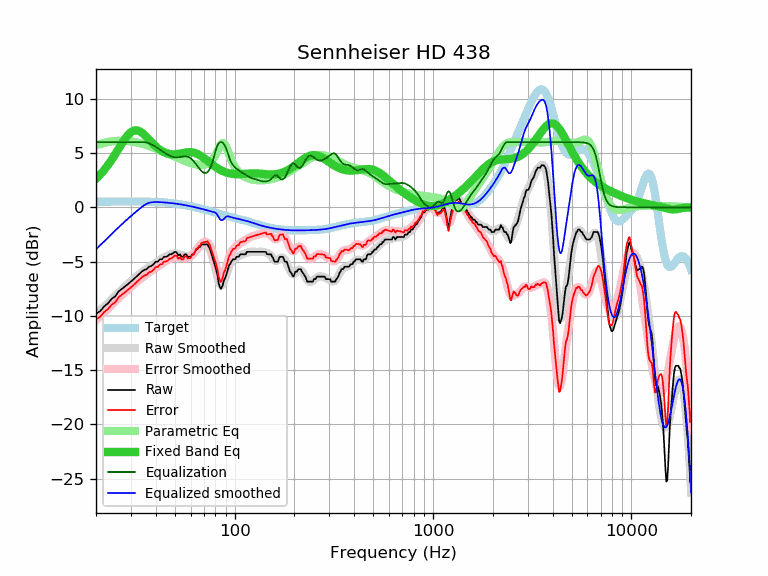 Sennheiser HD 438
Amplitude (dBr)
10
5
0
−5
−10
−15
−20
−25
Target
Raw Smoothed
Error Smoothed
Raw
Error
Parametric Eq
Fixed Band Eq
Equalization
Equalized smoothed
100
1000
10000
Frequency (Hz)